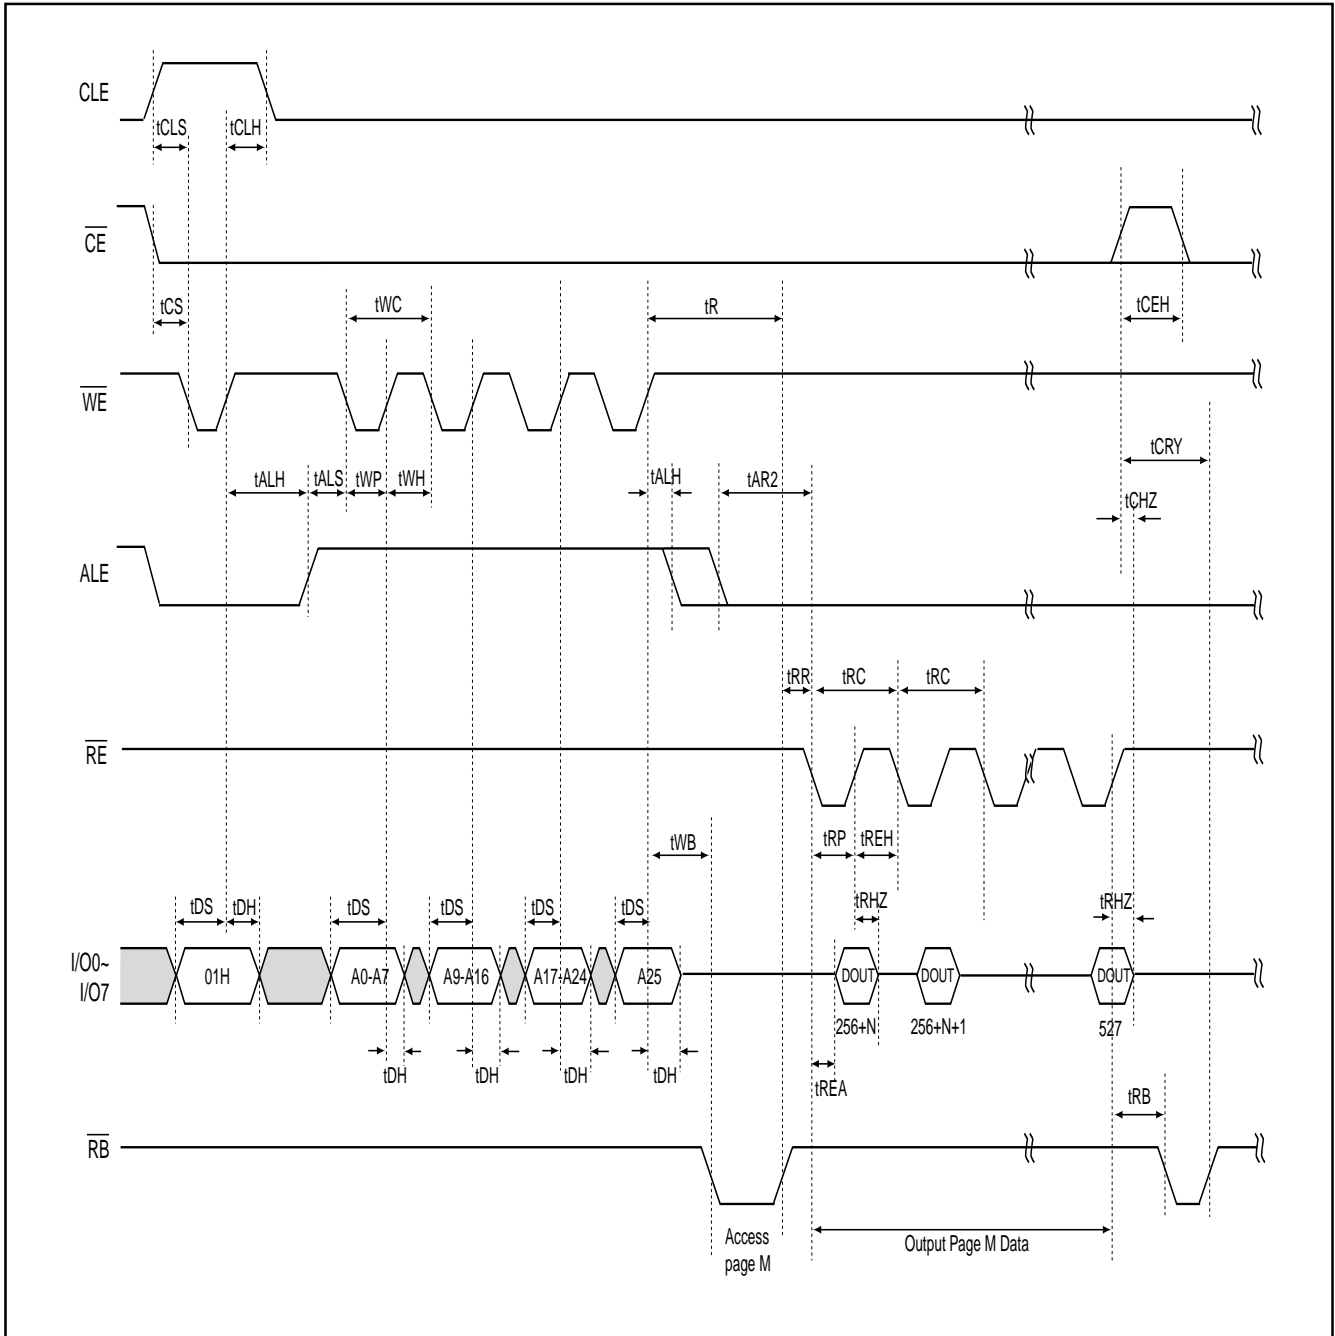 CLE
tCLS tCLH
CE
tCS tWC tR tCEH
WE
tCRY
tALH tALS tWP tWH tALH tAR2
tCHZ
ALE
tRR tRC tRC
RE
tRP tREH
tWB
tRHZ tRHZ
tDS tDH tDS tDS tDS tDS
I/O0~
I/O7
01H A0-A7 A9-A16 A17-A24 A25 DOUT DOUT DOUT
256+N 256+N+1 527
tDH tDH tDH tDH
tREA
tRB
RB
Access
page M
Output Page M Data